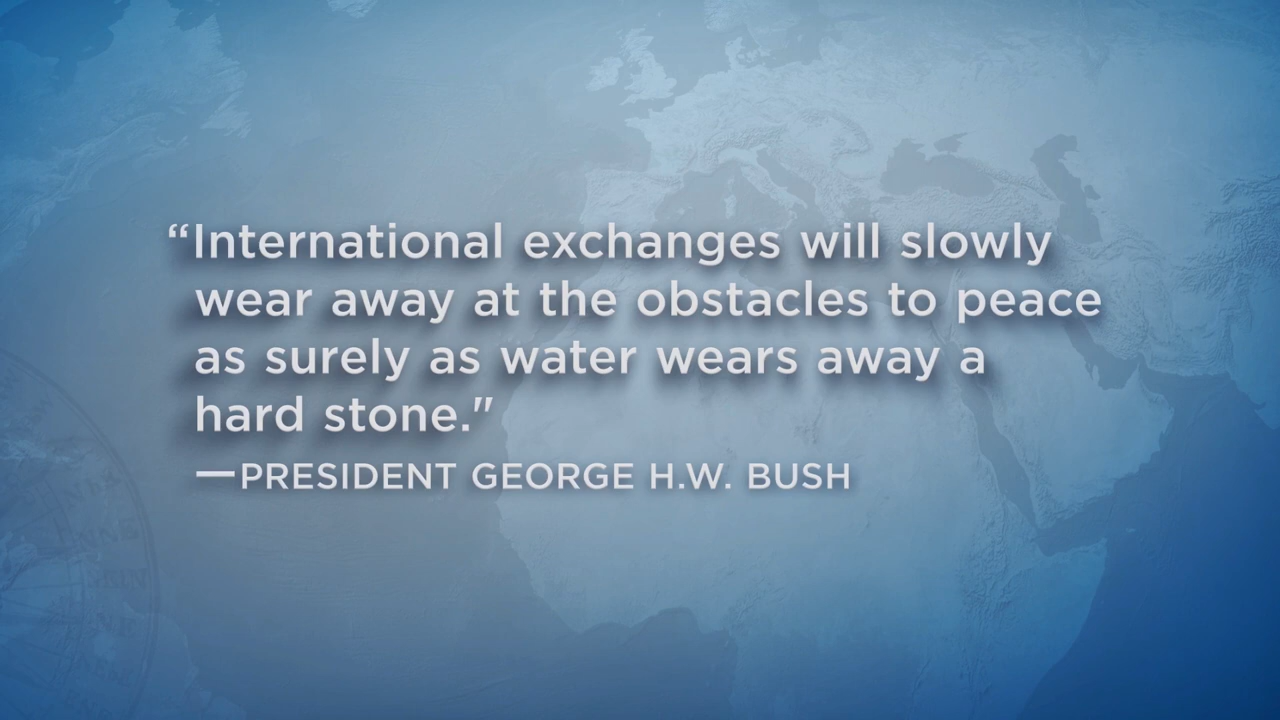 “International exchanges will slowly
wear away at the obstacles to peace
as surely as water wears away a
hard stone."
—PRESIDENT GEORGE H.W. BUSH